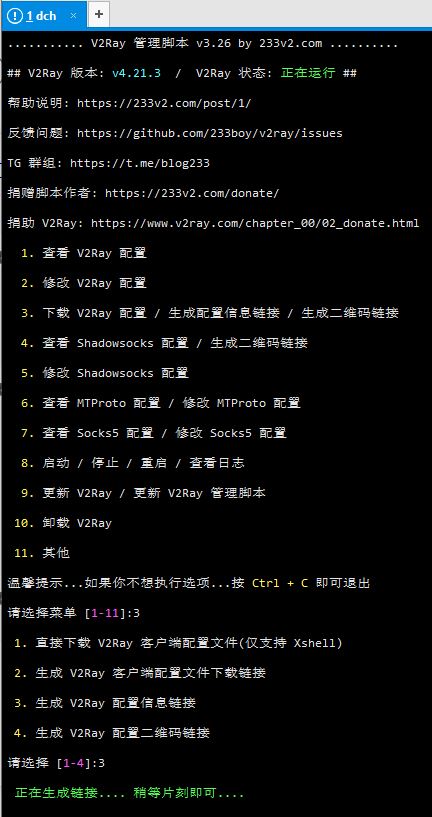 1 dch × +
........... V2Ray 管理脚本 v3.26 by 233v2.com ..........
## V2Ray 版本: v4.21.3 / V2Ray 状态: 正在运行 ##
帮助说明: https://233v2.com/post/1/
反馈问题: https://github.com/233boy/v2ray/issues
TG 群组: https://t.me/blog233
捐赠脚本作者: https://233v2.com/donate/
捐助 V2Ray: https://www.v2ray.com/chapter_00/02_donate.html
1. 查看 V2Ray 配置
2. 修改 V2Ray 配置
3. 下载 V2Ray 配置 / 生成配置信息链接 / 生成二维码链接
4. 查看 Shadowsocks 配置 / 生成二维码链接
5. 修改 Shadowsocks 配置
6. 查看 MTProto 配置 / 修改 MTProto 配置
7. 查看 Socks5 配置 / 修改 Socks5 配置
8. 启动 / 停止 / 重启 / 查看日志
9. 更新 V2Ray / 更新 V2Ray 管理脚本
10. 卸载 V2Ray
11. 其他
温馨提示...如果你不想执行选项...按 Ctrl + C 即可退出
请选择菜单 [1-11]:3
1. 直接下载 V2Ray 客户端配置文件(仅支持 Xshell)
2. 生成 V2Ray 客户端配置文件下载链接
3. 生成 V2Ray 配置信息链接
4. 生成 V2Ray 配置二维码链接
请选择 [1-4]:3
正在生成链接.... 稍等片刻即可....